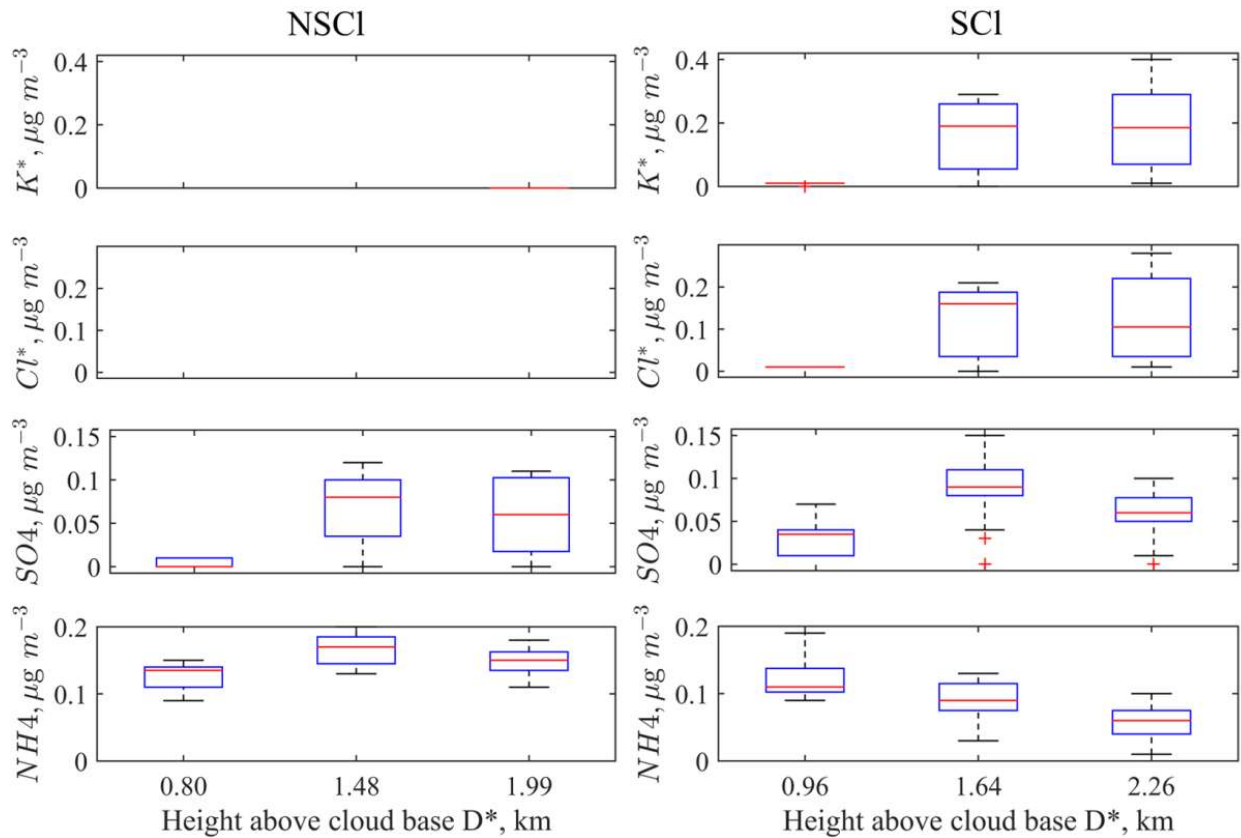 NSCl
SCl
K*, μg m⁻³
0.4
0.2
0
K*, μg m⁻³
0.4
0.2
0
Cl*, μg m⁻³
0.2
0.1
0
Cl*, μg m⁻³
0.2
0.1
0
SO4, μg m⁻³
0.15
0.1
0.05
0
SO4, μg m⁻³
0.15
0.1
0.05
0
NH4, μg m⁻³
0.2
0.1
0
NH4, μg m⁻³
0.2
0.1
0
0.80 1.48 1.99
0.96 1.64 2.26
Height above cloud base D*, km
Height above cloud base D*, km